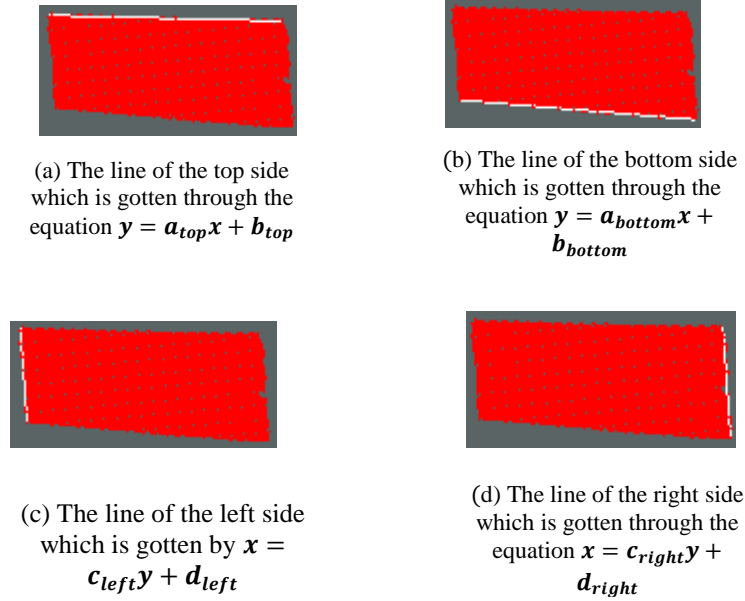 (a) The line of the top side
which is gotten through the
equation y = a_top x + b_top
(b) The line of the bottom side
which is gotten through the
equation y = a_bottom x +
b_bottom
(c) The line of the left side
which is gotten by x =
c_left y + d_left
(d) The line of the right side
which is gotten through the
equation x = c_right y +
d_right